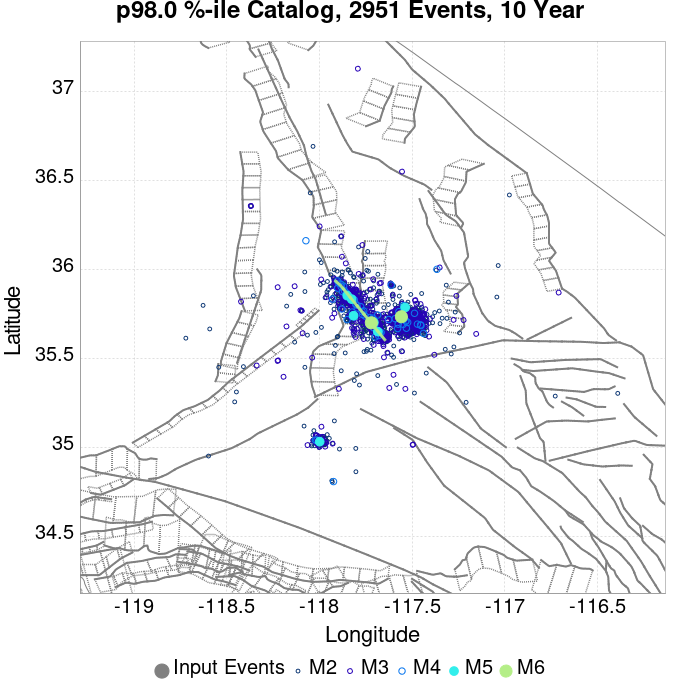 p98.0 %-ile Catalog, 2951 Events, 10 Year
37
36.5
36
35.5
35
34.5
Latitude
-119 -118.5 -118 -117.5 -117 -116.5
Longitude
Input Events M2 M3 M4 M5 M6